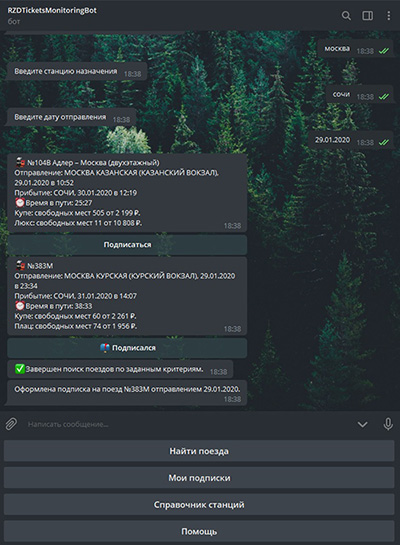 RZDTicketsMonitoringBot
бот
москва 18:38
Введите станцию назначения 18:38
сочи 18:38
Введите дату отправления 18:38
29.01.2020 18:38
№104В Адлер – Москва (двухэтажный)
Отправление: МОСКВА КАЗАНСКАЯ (КАЗАНСКИЙ ВОКЗАЛ),
29.01.2020 в 10:52
Прибытие: СОЧИ, 30.01.2020 в 12:19
Время в пути: 25:27
Купе: свободных мест 505 от 2 199 ₽.
Люкс: свободных мест 11 от 10 808 ₽.
18:38
Подписаться
№383М
Отправление: МОСКВА КУРСКАЯ (КУРСКИЙ ВОКЗАЛ), 29.01.2020
в 23:34
Прибытие: СОЧИ, 31.01.2020 в 14:07
Время в пути: 38:33
Купе: свободных мест 60 от 2 261 ₽.
Плац: свободных мест 74 от 1 956 ₽.
18:38
Подписался
Завершен поиск поездов по заданным критериям. 18:38
Оформлена подписка на поезд №383М отправлением 29.01.2020.
18:38
Написать сообщение...
Найти поезда
Мои подписки
Справочник станций
Помощь